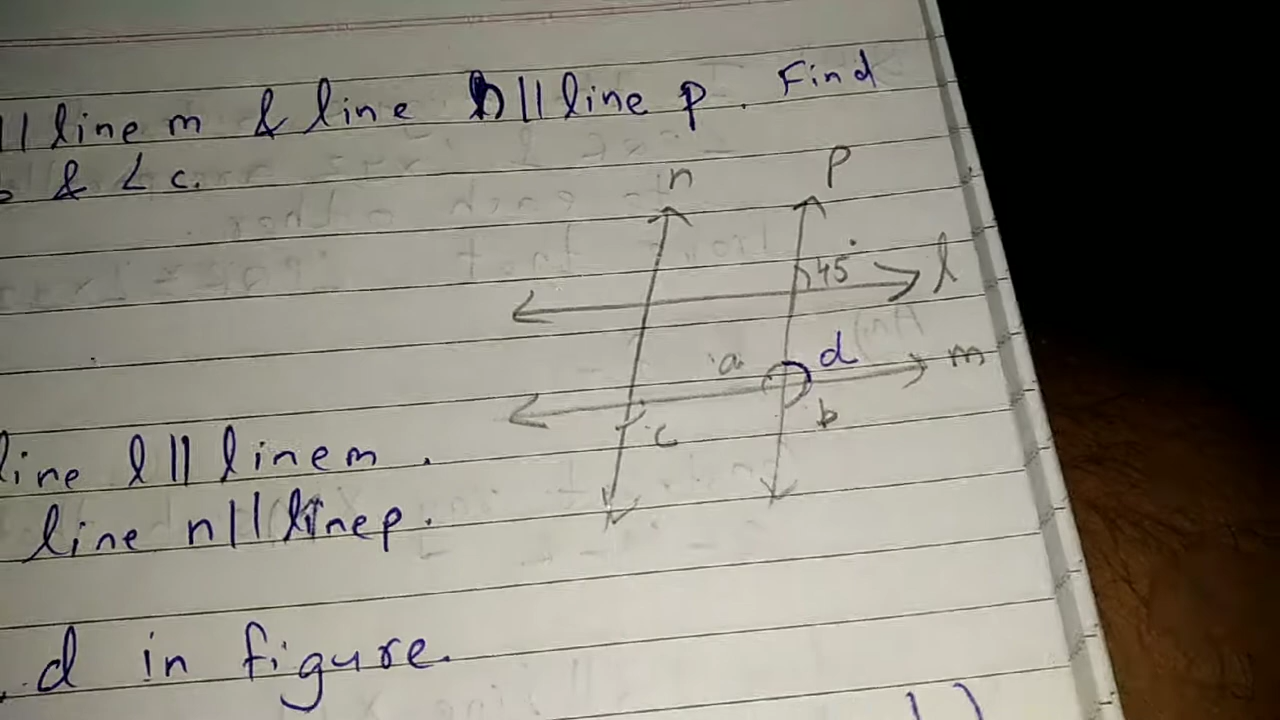 || line m & line n || line p. Find
& ∠c.
n
p
45°
l
a
d
m
b
c
line l || line m.
line n || line p.
d in figure.